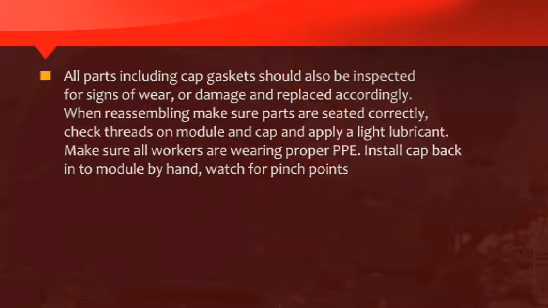 All parts including cap gaskets should also be inspected
for signs of wear, or damage and replaced accordingly.
When reassembling make sure parts are seated correctly,
check threads on module and cap and apply a light lubricant.
Make sure all workers are wearing proper PPE. Install cap back
in to module by hand, watch for pinch points